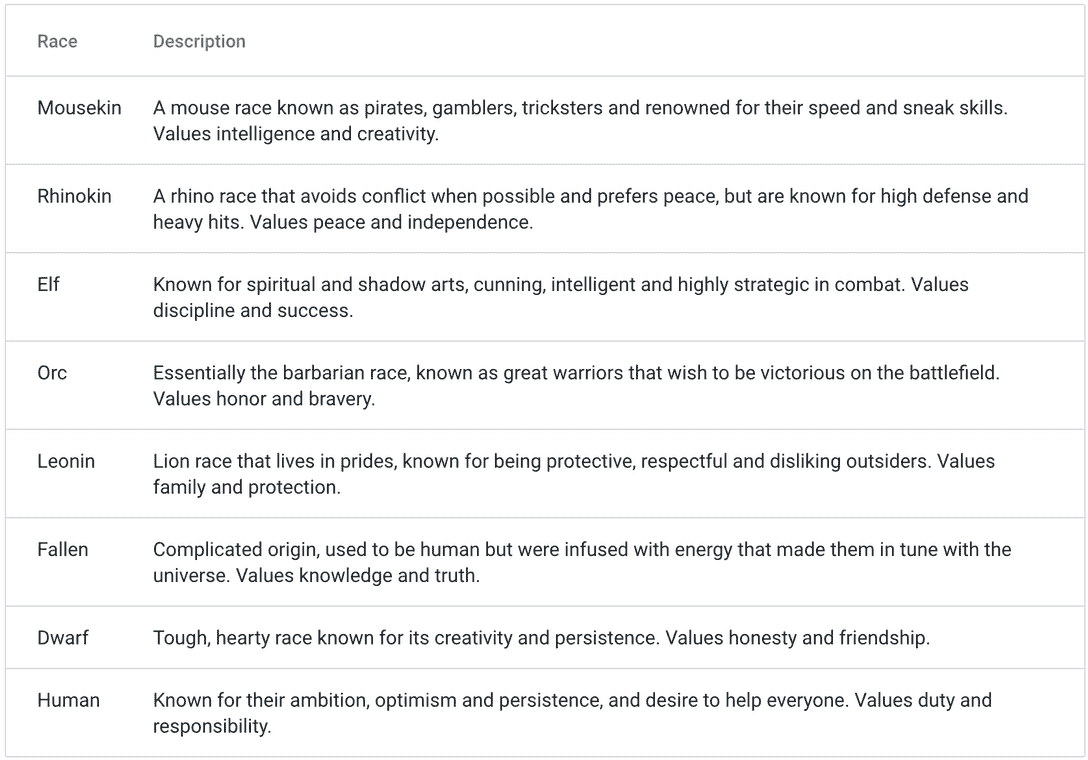 Race Description
Mousekin A mouse race known as pirates, gamblers, tricksters and renowned for their speed and sneak skills.
Values intelligence and creativity.
Rhinokin A rhino race that avoids conflict when possible and prefers peace, but are known for high defense and
heavy hits. Values peace and independence.
Elf Known for spiritual and shadow arts, cunning, intelligent and highly strategic in combat. Values
discipline and success.
Orc Essentially the barbarian race, known as great warriors that wish to be victorious on the battlefield.
Values honor and bravery.
Leonin Lion race that lives in prides, known for being protective, respectful and disliking outsiders. Values
family and protection.
Fallen Complicated origin, used to be human but were infused with energy that made them in tune with the
universe. Values knowledge and truth.
Dwarf Tough, hearty race known for its creativity and persistence. Values honesty and friendship.
Human Known for their ambition, optimism and persistence, and desire to help everyone. Values duty and
responsibility.